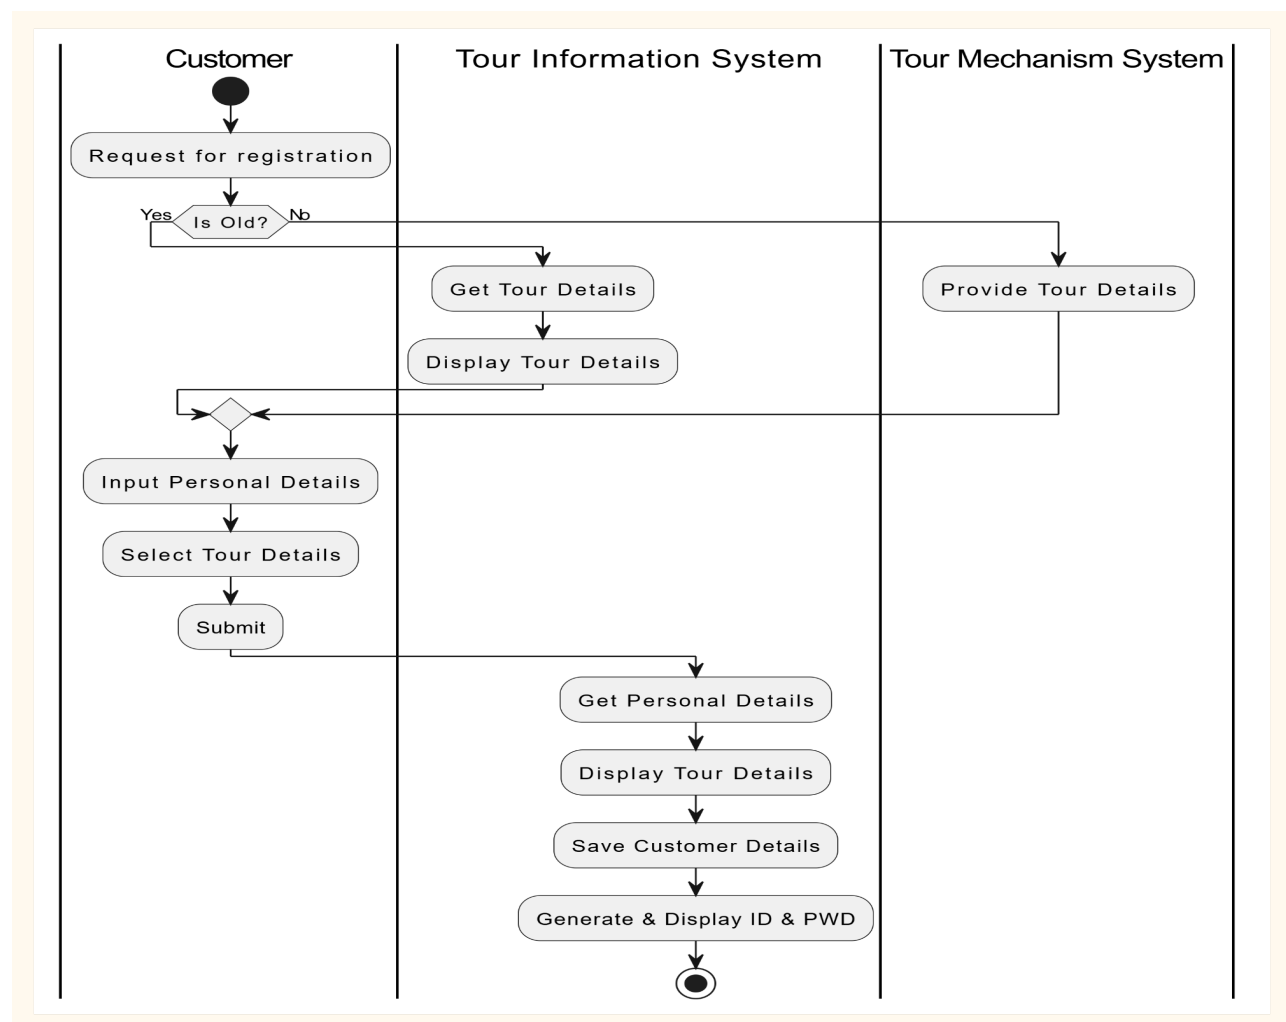 Customer
Tour Information System
Tour Mechanism System
Request for registration
Yes
Is Old?
No
Get Tour Details
Provide Tour Details
Display Tour Details
Input Personal Details
Select Tour Details
Submit
Get Personal Details
Display Tour Details
Save Customer Details
Generate & Display ID & PWD